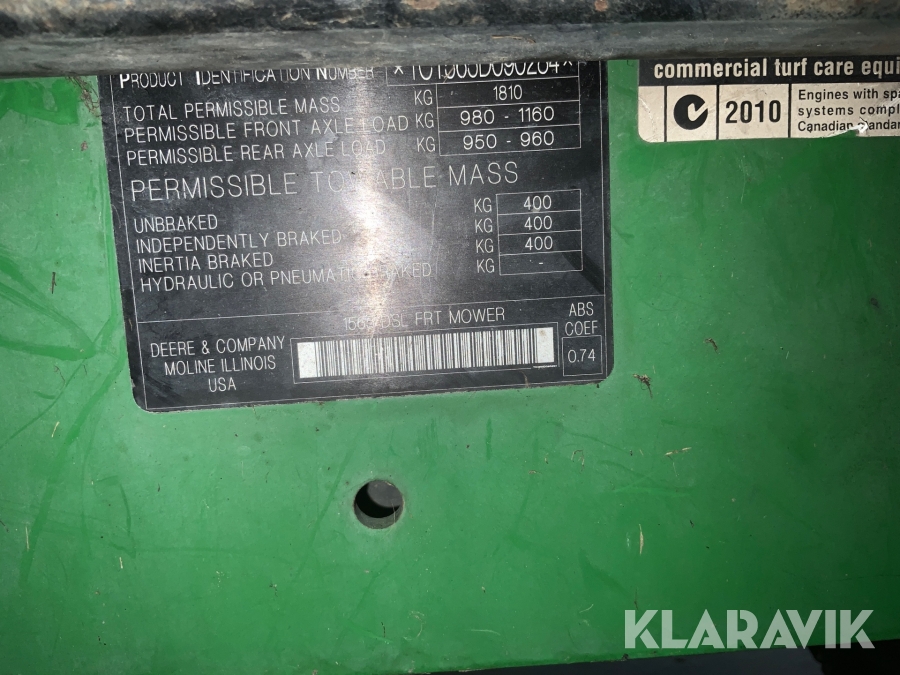 PRODUCT IDENTIFICATION NUMBER
TOTAL PERMISSIBLE MASS KG 1810
PERMISSIBLE FRONT AXLE LOAD KG 980 - 1160
PERMISSIBLE REAR AXLE LOAD KG 950 - 960
PERMISSIBLE TOWABLE MASS
UNBRAKED KG 400
INDEPENDENTLY BRAKED KG 400
INERTIA BRAKED KG 400
HYDRAULIC OR PNEUMATIC BRAKED KG -
DSL FRT MOWER
DEERE & COMPANY
MOLINE ILLINOIS
USA
ABS
COEF
0.74
commercial turf care equi
2010
Engines with spa
systems compl
Canadian Standar
KLARAVIK